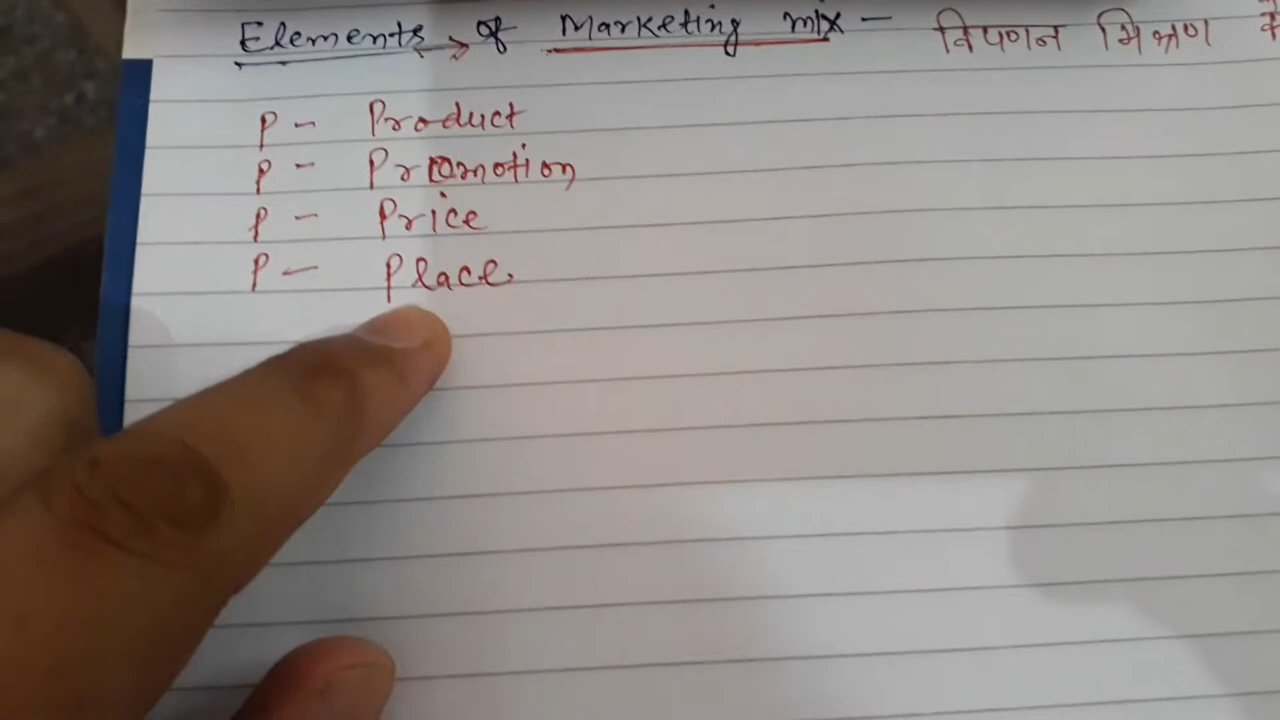 Elements of Marketing mix - विपणन मिश्रण के
P - Product
P - Promotion
P - Price
P - Place